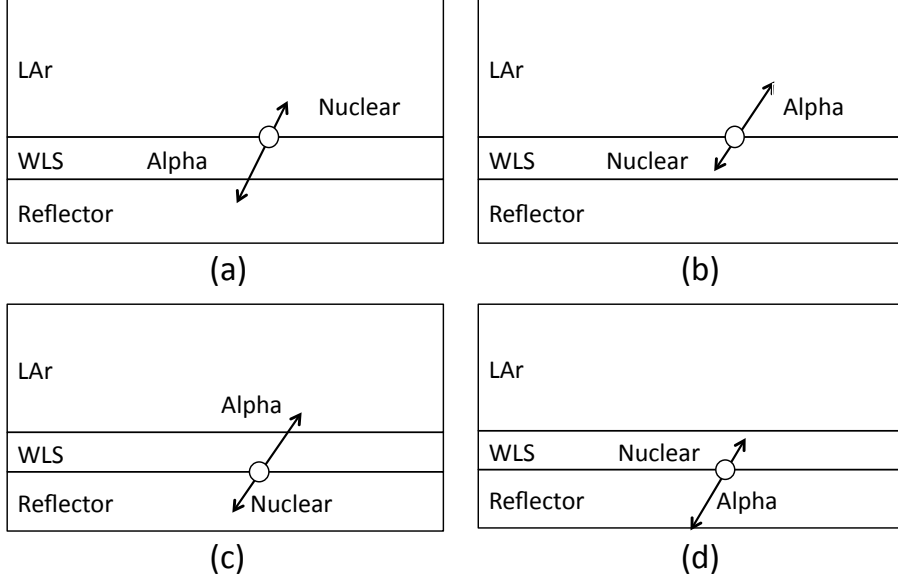 LAr
Nuclear
WLS
Alpha
Reflector
(a)
LAr
Alpha
WLS
Nuclear
Reflector
(b)
LAr
Alpha
WLS
Reflector
Nuclear
(c)
LAr
WLS
Nuclear
Reflector
Alpha
(d)